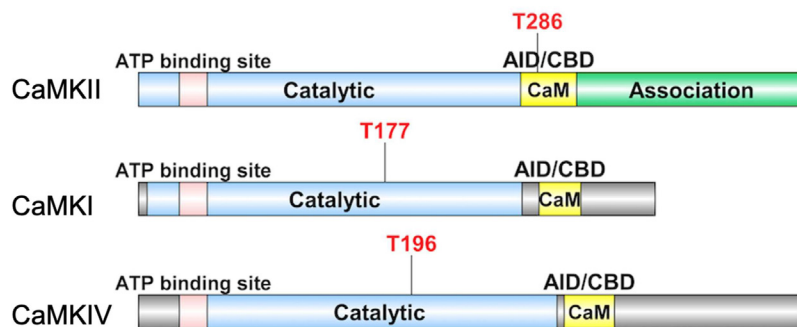 T286
ATP binding site AID/CBD
CaMKII Catalytic CaM Association
T177
ATP binding site AID/CBD
CaMKI Catalytic CaM
T196
ATP binding site AID/CBD
CaMKIV Catalytic CaM